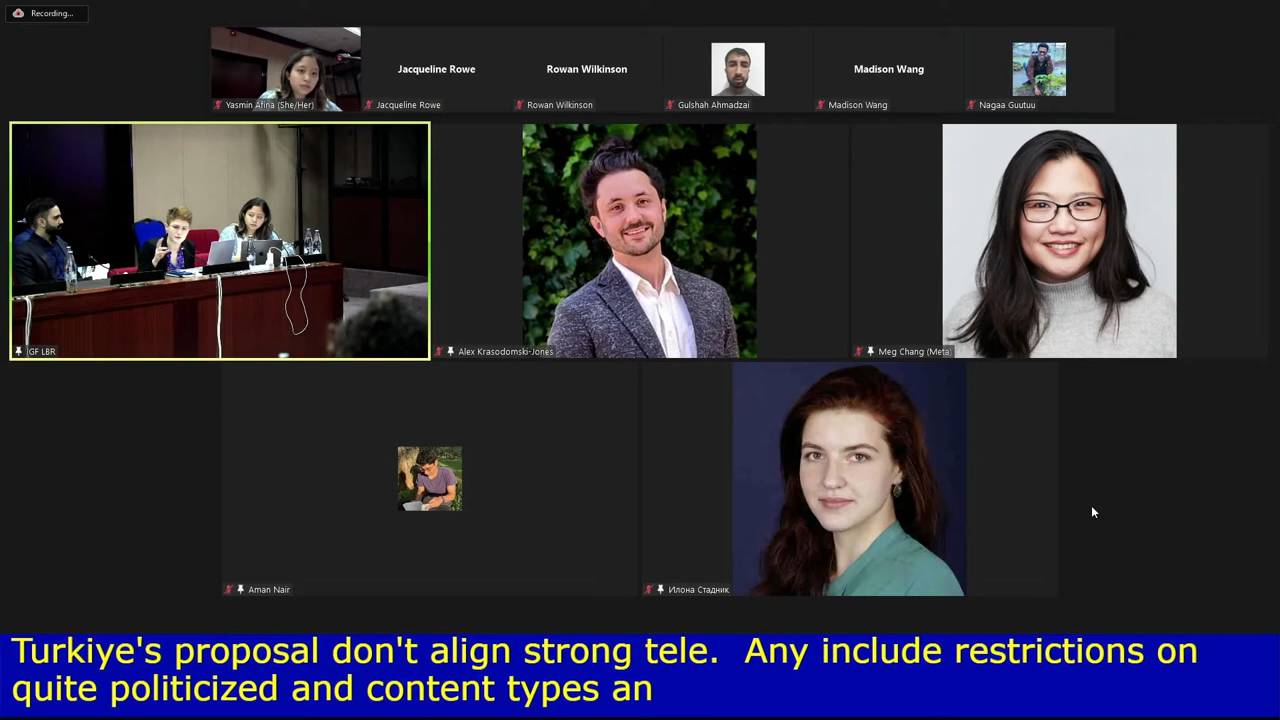 Recording...
Jacqueline Rowe
Rowan Wilkinson
Madison Wang
Yasmin Afina (She/Her)
Jacqueline Rowe
Rowan Wilkinson
Gulshah Ahmadzai
Madison Wang
Nagaa Guutuu
IGF LBR
Alex Krasodomski-Jones
Meg Chang (Meta)
Aman Nair
Илона Стадник
Turkiye's proposal don't align strong tele.  Any include restrictions on
quite politicized and content types an